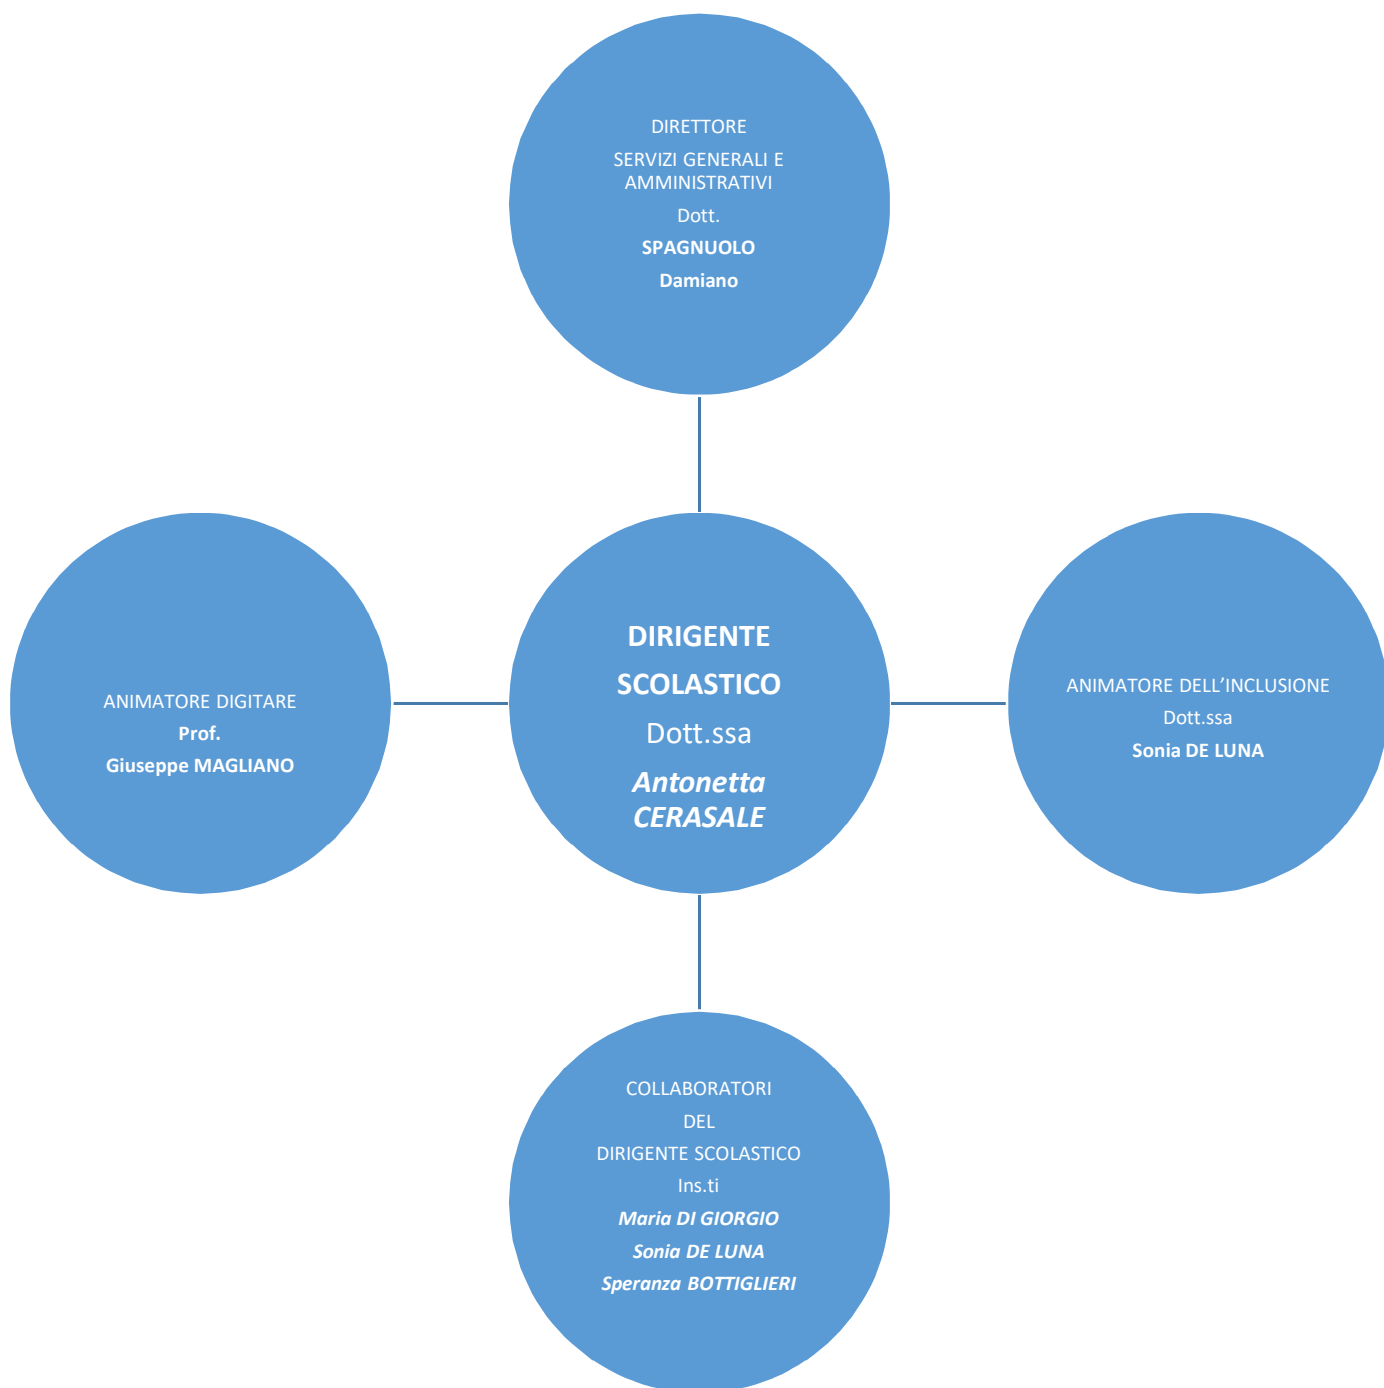 DIRETTORE
SERVIZI GENERALI E
AMMINISTRATIVI
Dott.
SPAGNUOLO
Damiano
ANIMATORE DIGITARE
Prof.
Giuseppe MAGLIANO
DIRIGENTE
SCOLASTICO
Dott.ssa
Antonetta
CERASALE
ANIMATORE DELL’INCLUSIONE
Dott.ssa
Sonia DE LUNA
COLLABORATORI
DEL
DIRIGENTE SCOLASTICO
Ins.ti
Maria DI GIORGIO
Sonia DE LUNA
Speranza BOTTIGLIERI